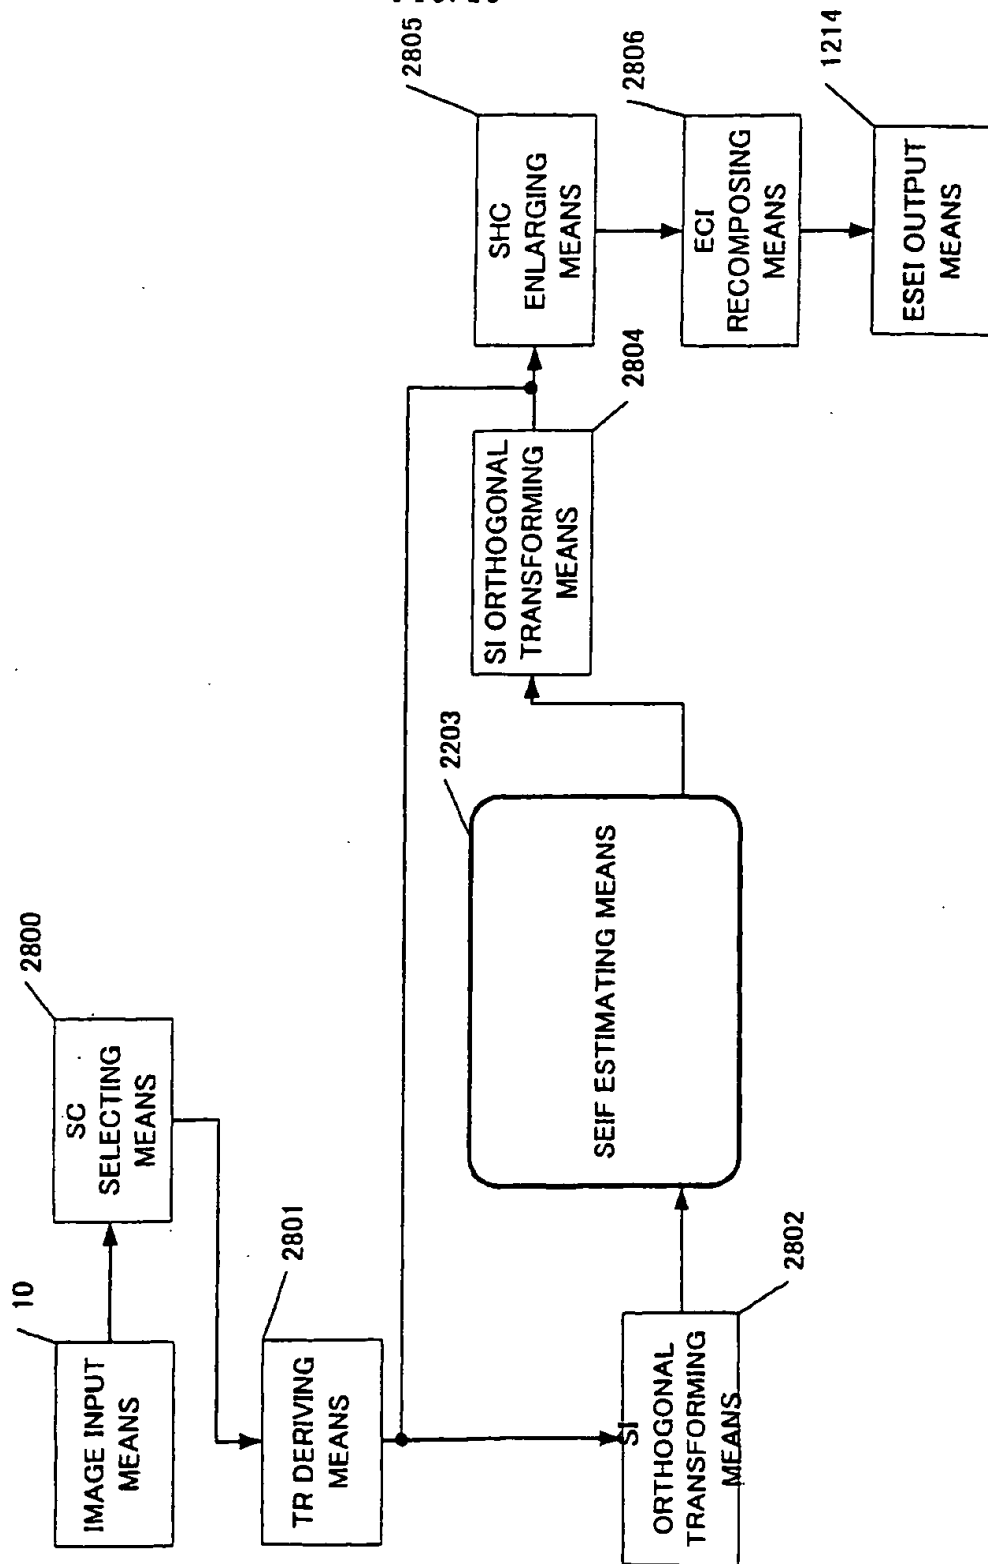 10
IMAGE INPUT
MEANS
2800
SC
SELECTING
MEANS
2801
TR DERIVING
MEANS
2802
SI
ORTHOGONAL
TRANSFORMING
MEANS
2203
SEIF ESTIMATING MEANS
2804
SI ORTHOGONAL
TRANSFORMING
MEANS
2805
SHC
ENLARGING
MEANS
2806
ECI
RECOMPOSING
MEANS
1214
ESEI OUTPUT
MEANS